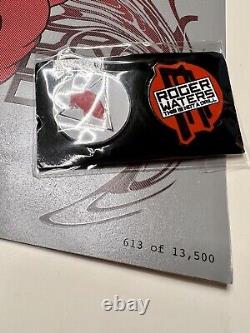 ROGER
WATERS
THIS IS NOT A DRILL
613 of 13,500